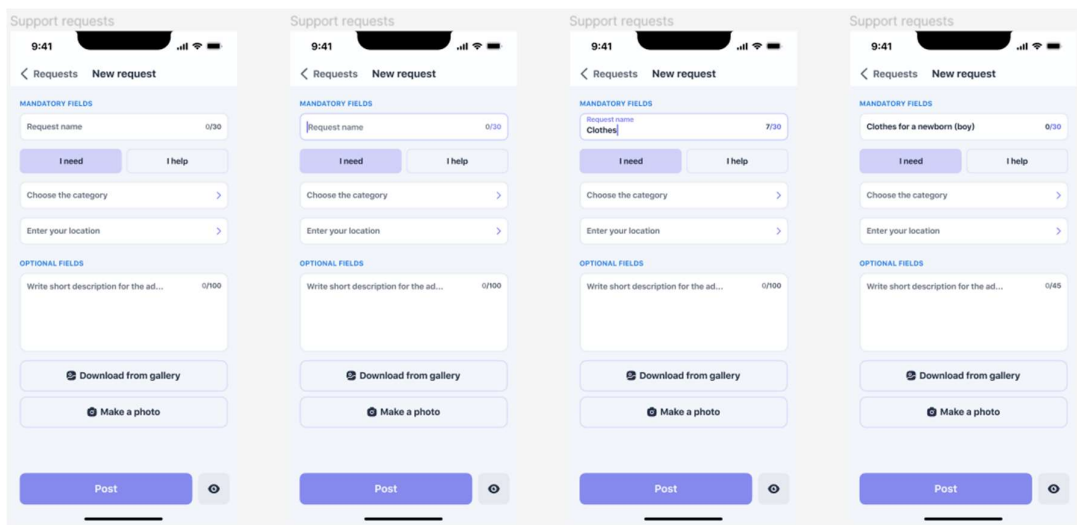 Support requests
9:41
Requests New request
MANDATORY FIELDS
Request name 0/30
I need I help
Choose the category
Enter your location
OPTIONAL FIELDS
Write short description for the ad... 0/100
Download from gallery
Make a photo
Post
Support requests
9:41
Requests New request
MANDATORY FIELDS
Request name 0/30
I need I help
Choose the category
Enter your location
OPTIONAL FIELDS
Write short description for the ad... 0/100
Download from gallery
Make a photo
Post
Support requests
9:41
Requests New request
MANDATORY FIELDS
Request name
Clothes 7/30
I need I help
Choose the category
Enter your location
OPTIONAL FIELDS
Write short description for the ad... 0/100
Download from gallery
Make a photo
Post
Support requests
9:41
Requests New request
MANDATORY FIELDS
Clothes for a newborn (boy) 0/30
I need I help
Choose the category
Enter your location
OPTIONAL FIELDS
Write short description for the ad... 0/45
Download from gallery
Make a photo
Post